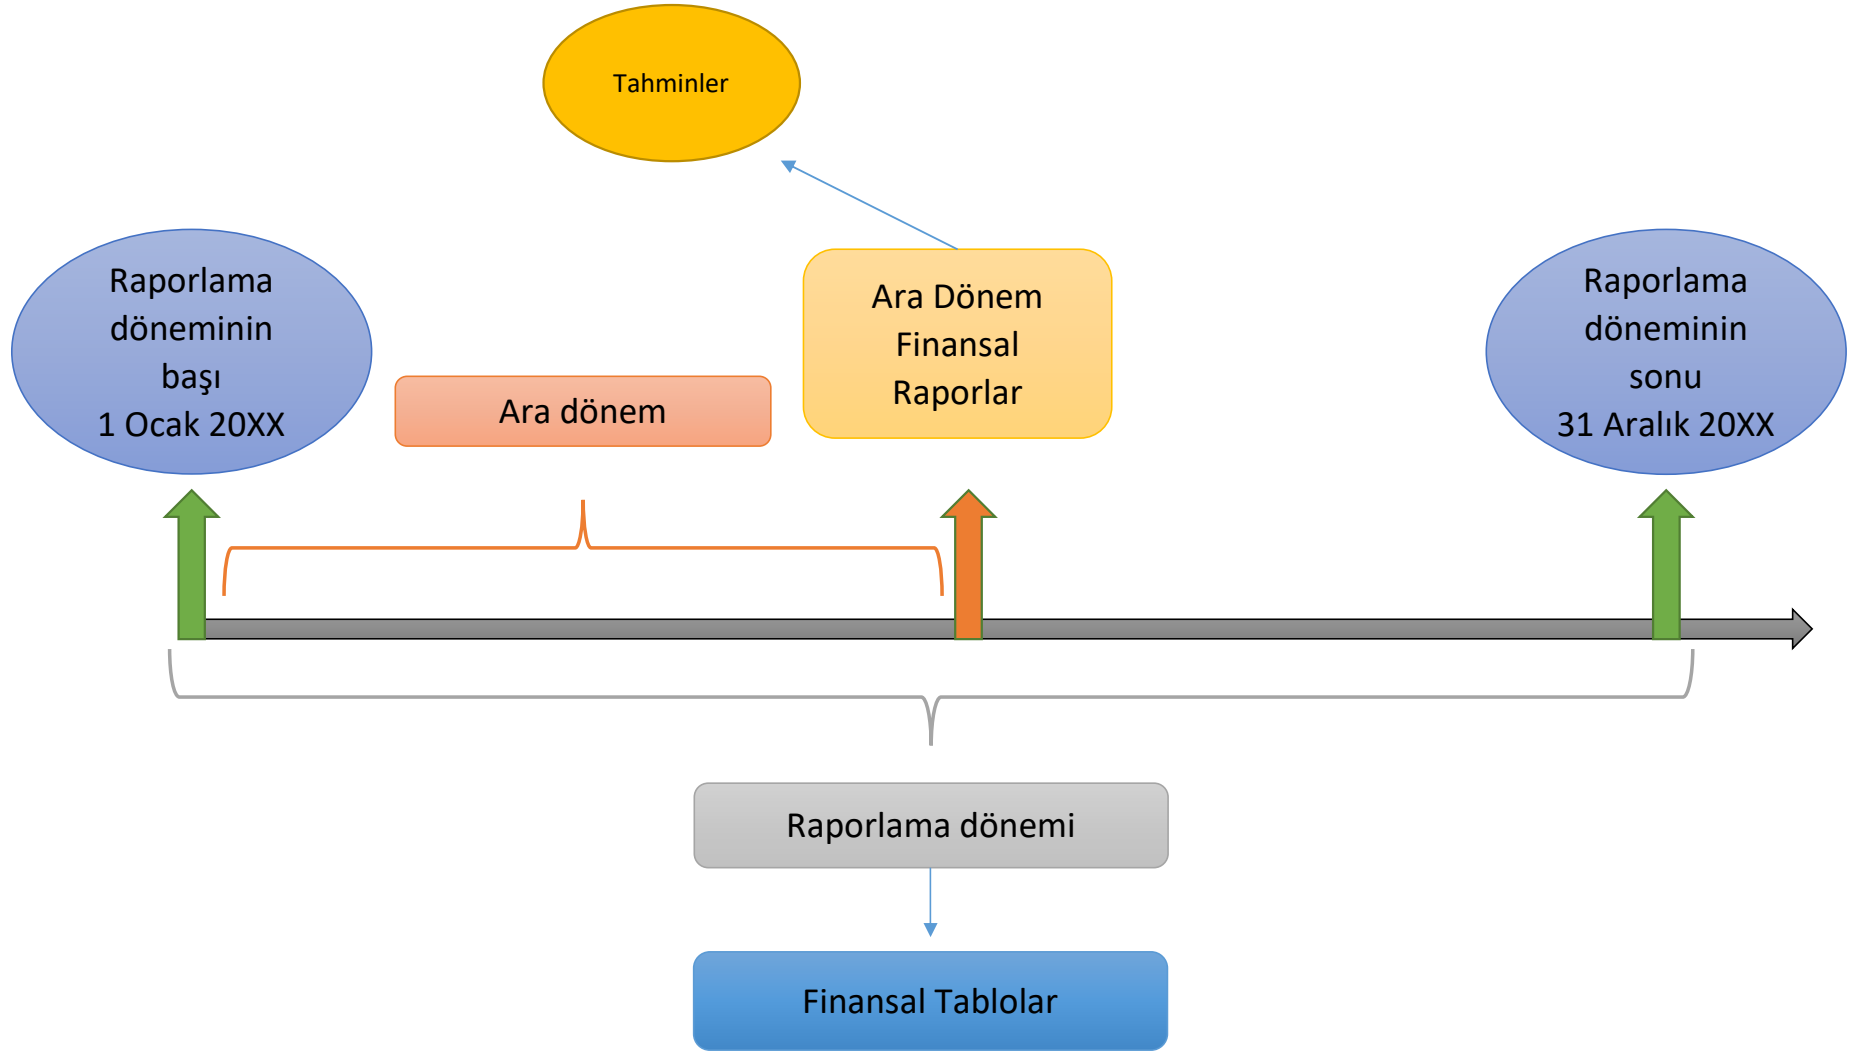 Tahminler
Raporlama
döneminin
başı
1 Ocak 20XX
Ara dönem
Ara Dönem
Finansal
Raporlar
Raporlama
döneminin
sonu
31 Aralık 20XX
Raporlama dönemi
Finansal Tablolar